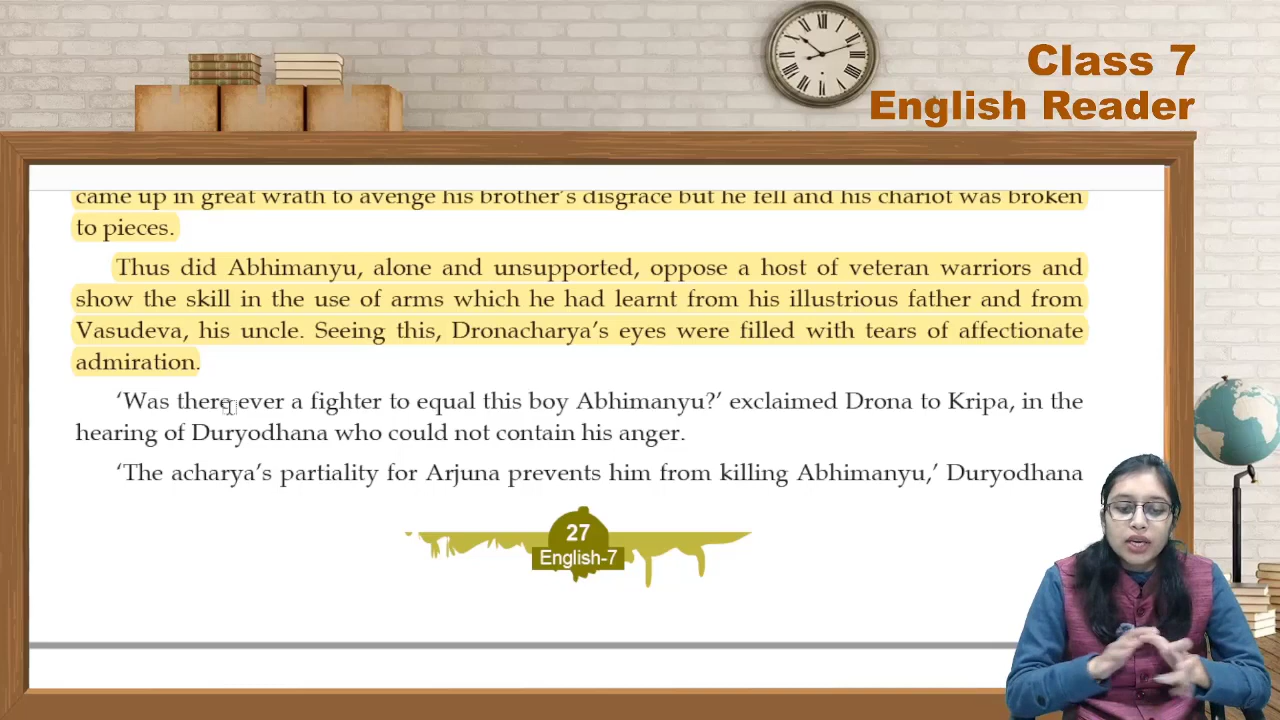 Class 7
English Reader
came up in great wrath to avenge his brother's disgrace but he fell and his chariot was broken
to pieces.
Thus did Abhimanyu, alone and unsupported, oppose a host of veteran warriors and
show the skill in the use of arms which he had learnt from his illustrious father and from
Vasudeva, his uncle. Seeing this, Dronacharya's eyes were filled with tears of affectionate
admiration.
‘Was there ever a fighter to equal this boy Abhimanyu?’ exclaimed Drona to Kripa, in the
hearing of Duryodhana who could not contain his anger.
‘The acharya's partiality for Arjuna prevents him from killing Abhimanyu,’ Duryodhana
27
English-7